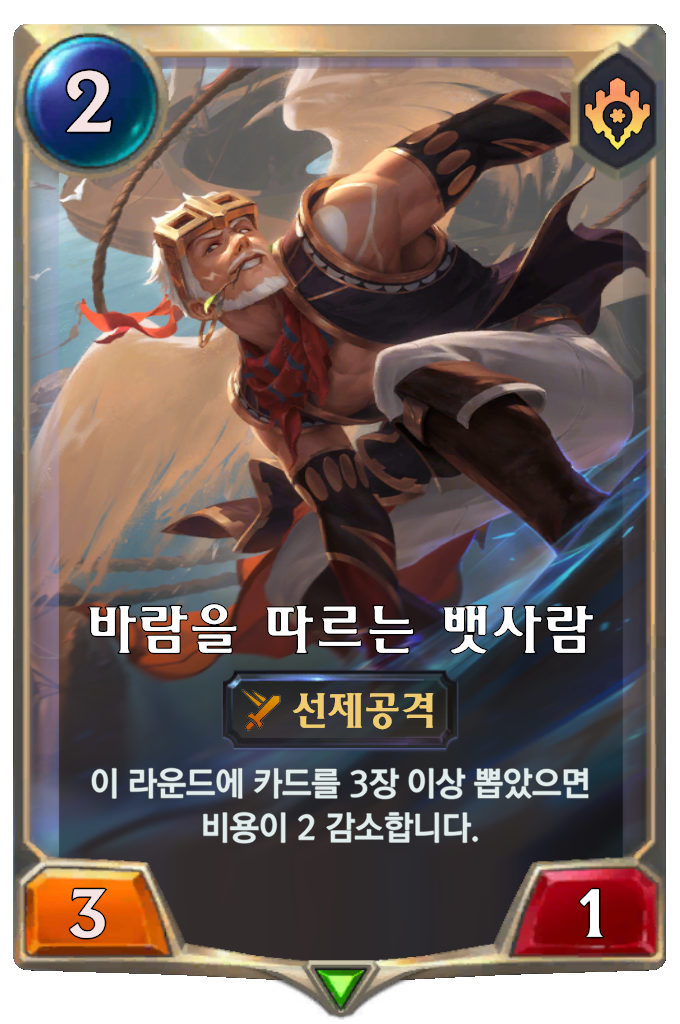 2
바람을 따르는 뱃사람
선제공격
이 라운드에 카드를 3장 이상 뽑았으면
비용이 2 감소합니다.
3
1